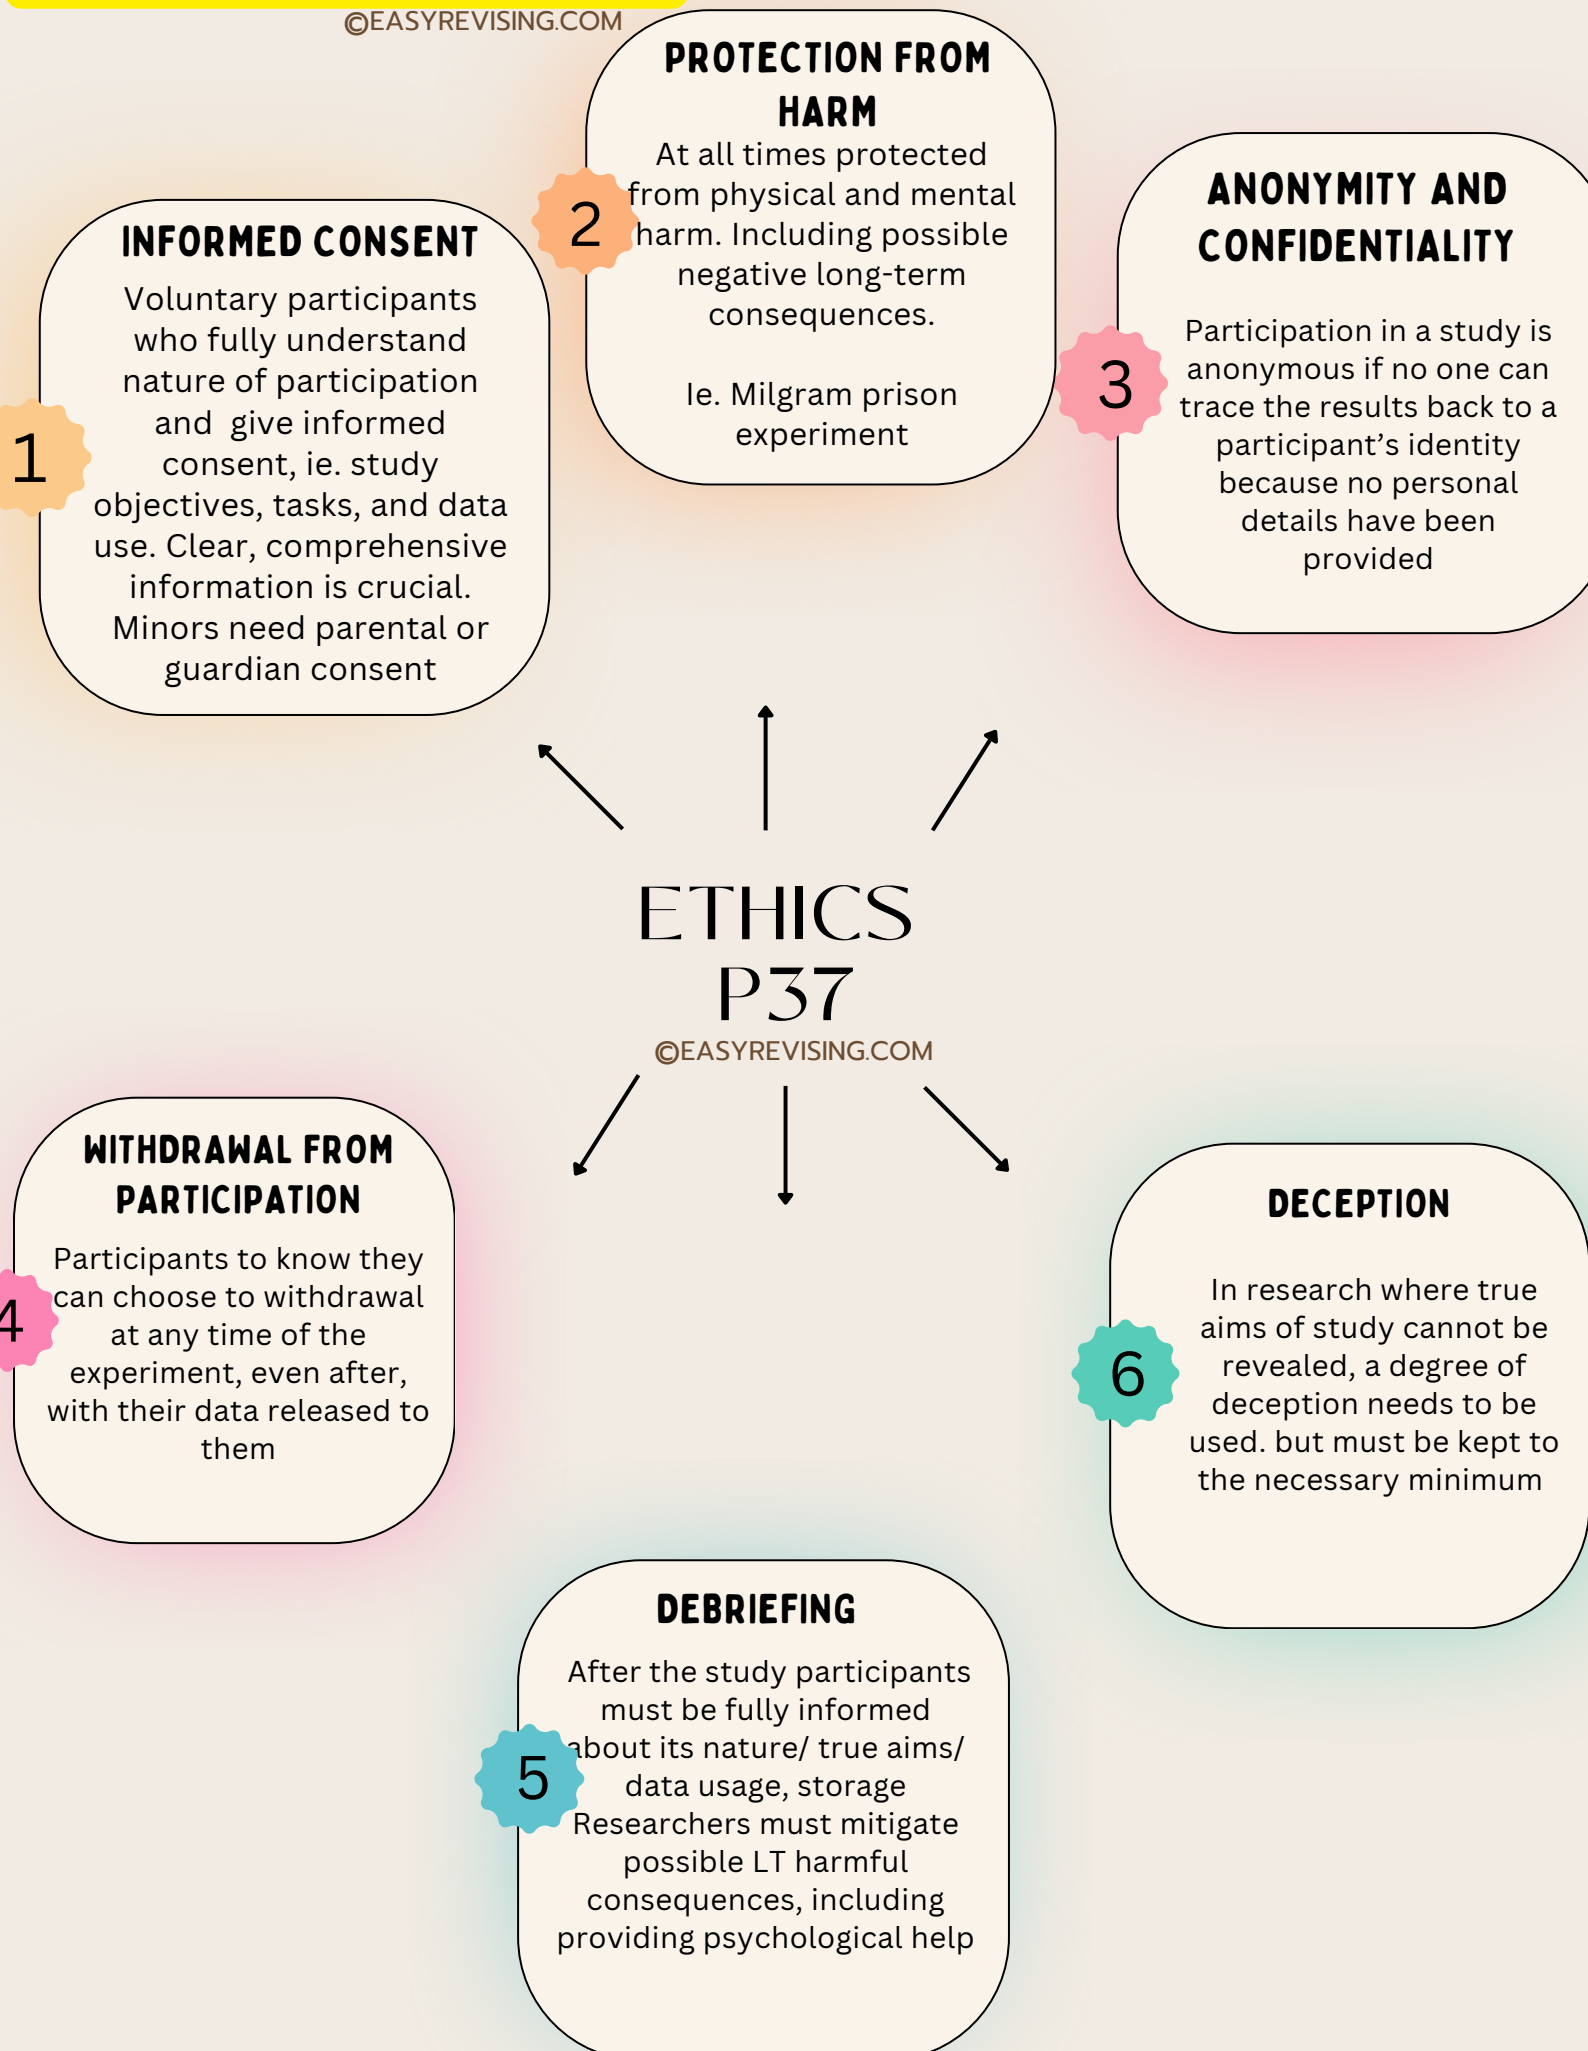 ©EASYREVISING.COM
PROTECTION FROM
HARM
At all times protected
from physical and mental
harm. Including possible
negative long-term
consequences.
Ie. Milgram prison
experiment
2
ANONYMITY AND
CONFIDENTIALITY
Participation in a study is
anonymous if no one can
trace the results back to a
participant’s identity
because no personal
details have been
provided
3
INFORMED CONSENT
Voluntary participants
who fully understand
nature of participation
and give informed
consent, ie. study
objectives, tasks, and data
use. Clear, comprehensive
information is crucial.
Minors need parental or
guardian consent
1
ETHICS
P37
©EASYREVISING.COM
WITHDRAWAL FROM
PARTICIPATION
Participants to know they
can choose to withdrawal
at any time of the
experiment, even after,
with their data released to
them
4
DECEPTION
In research where true
aims of study cannot be
revealed, a degree of
deception needs to be
used. but must be kept to
the necessary minimum
6
DEBRIEFING
After the study participants
must be fully informed
about its nature/ true aims/
data usage, storage
Researchers must mitigate
possible LT harmful
consequences, including
providing psychological help
5